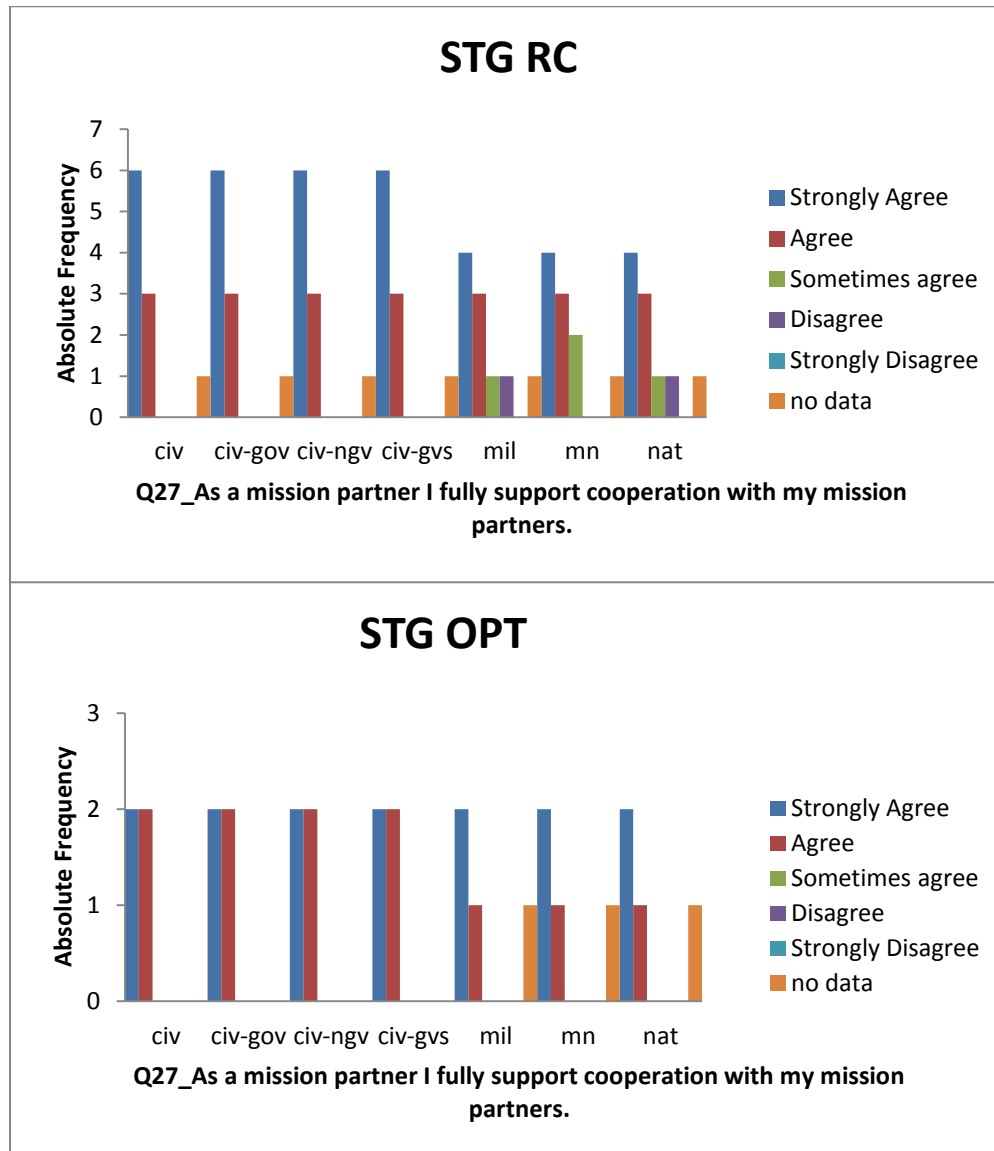 STG RC
7
6
5
4
3
2
1
0
Absolute Frequency
civ civ-gov civ-ngv civ-gvs mil mn nat
Q27_As a mission partner I fully support cooperation with my mission
partners.
Strongly Agree
Agree
Sometimes agree
Disagree
Strongly Disagree
no data
STG OPT
3
2
1
0
Absolute Frequency
civ civ-gov civ-ngv civ-gvs mil mn nat
Q27_As a mission partner I fully support cooperation with my mission
partners.
Strongly Agree
Agree
Sometimes agree
Disagree
Strongly Disagree
no data